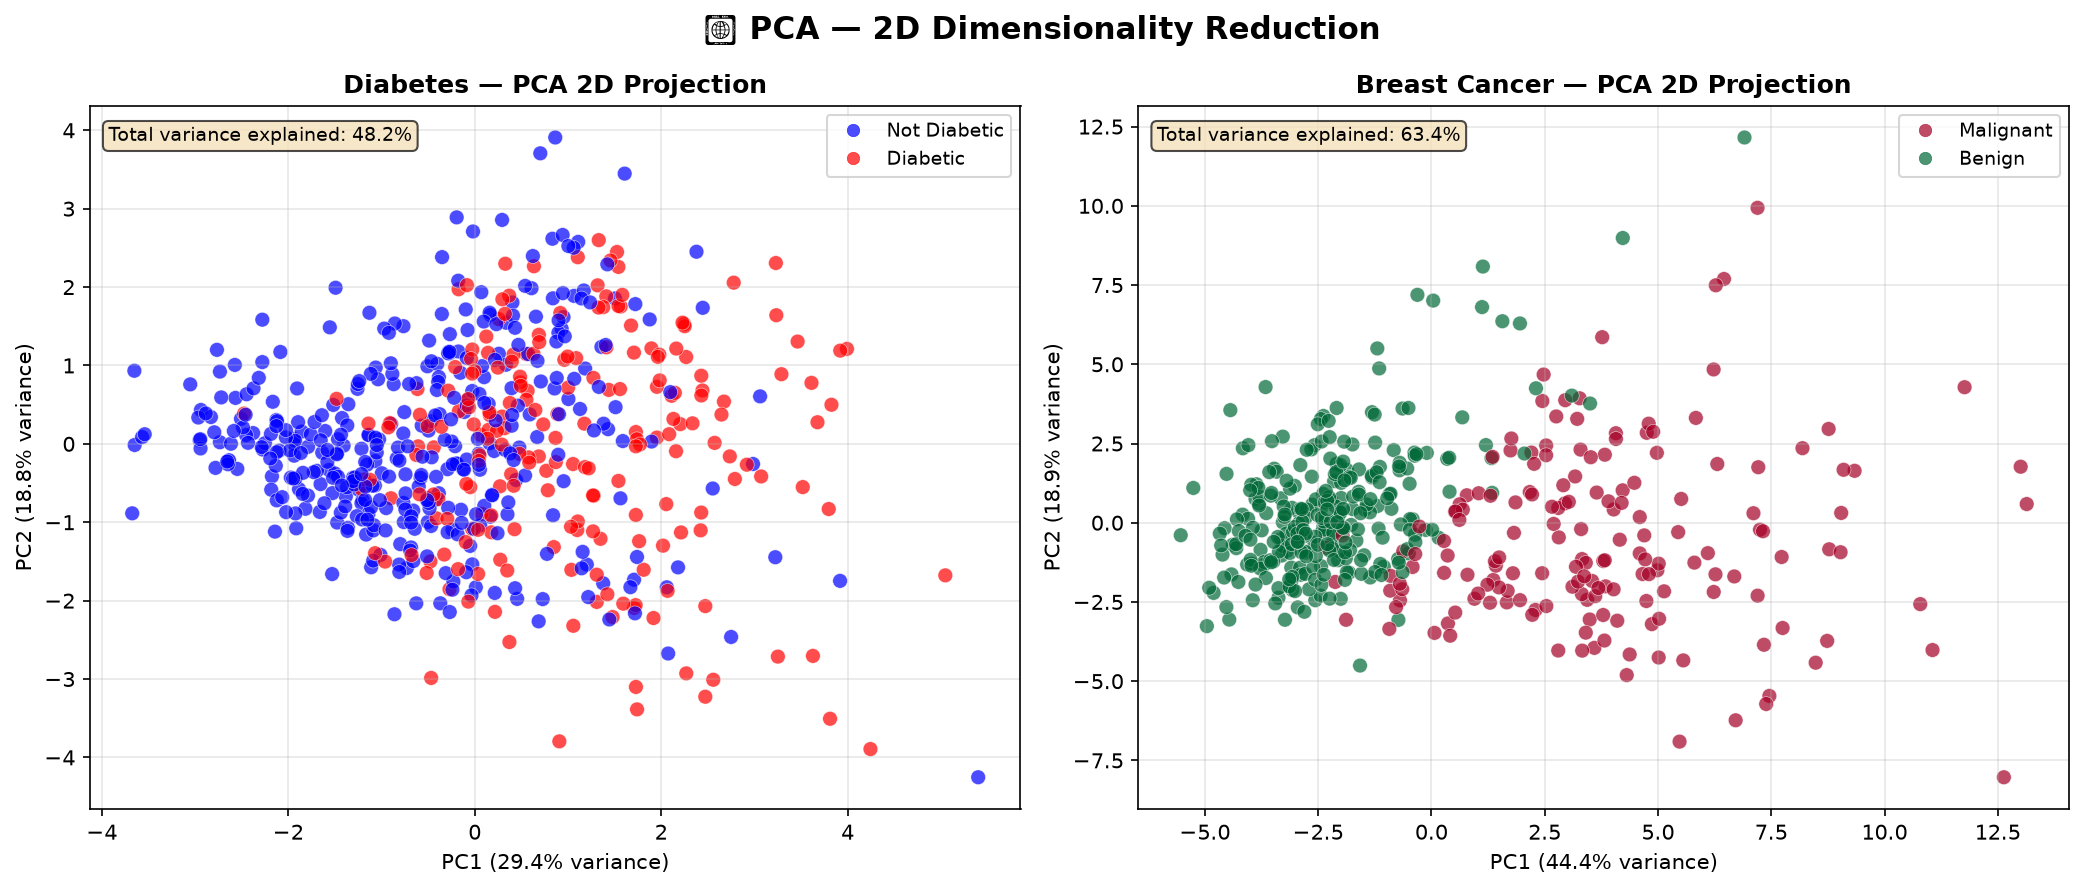 PCA — 2D Dimensionality Reduction
Diabetes — PCA 2D Projection
Total variance explained: 48.2%
Not Diabetic
Diabetic
4
3
2
1
0
−1
−2
−3
−4
PC2 (18.8% variance)
−4 −2 0 2 4
PC1 (29.4% variance)
Breast Cancer — PCA 2D Projection
Total variance explained: 63.4%
Malignant
Benign
12.5
10.0
7.5
5.0
2.5
0.0
−2.5
−5.0
−7.5
PC2 (18.9% variance)
−5.0 −2.5 0.0 2.5 5.0 7.5 10.0 12.5
PC1 (44.4% variance)